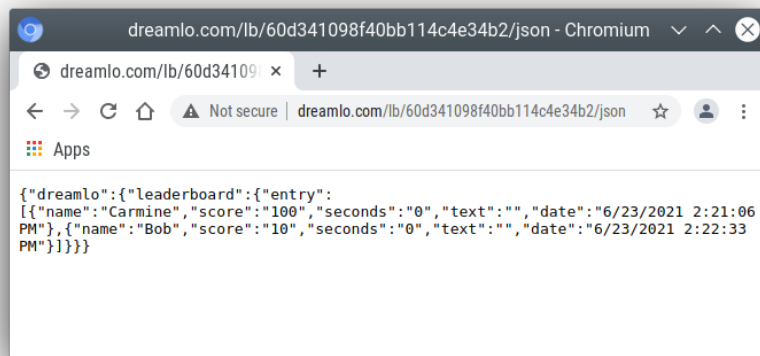 dreamlo.com/lb/60d341098f40bb114c4e34b2/json - Chromium
dreamlo.com/lb/60d34109
Not secure | dreamlo.com/lb/60d341098f40bb114c4e34b2/json
Apps
{"dreamlo":{"leaderboard":{"entry":
[{"name":"Carmine","score":"100","seconds":"0","text":"","date":"6/23/2021 2:21:06
PM"},{"name":"Bob","score":"10","seconds":"0","text":"","date":"6/23/2021 2:22:33
PM"}]}}}